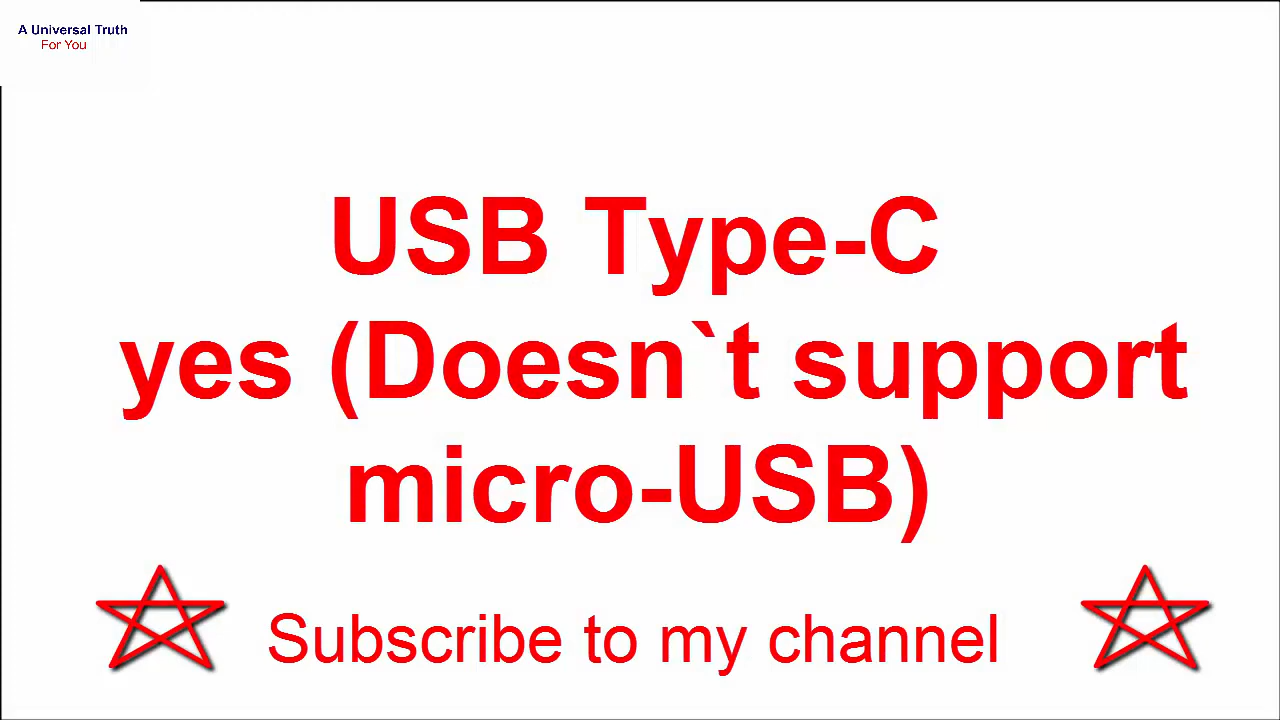 A Universal Truth
For You
USB Type-C
yes (Doesn`t support
micro-USB)
Subscribe to my channel